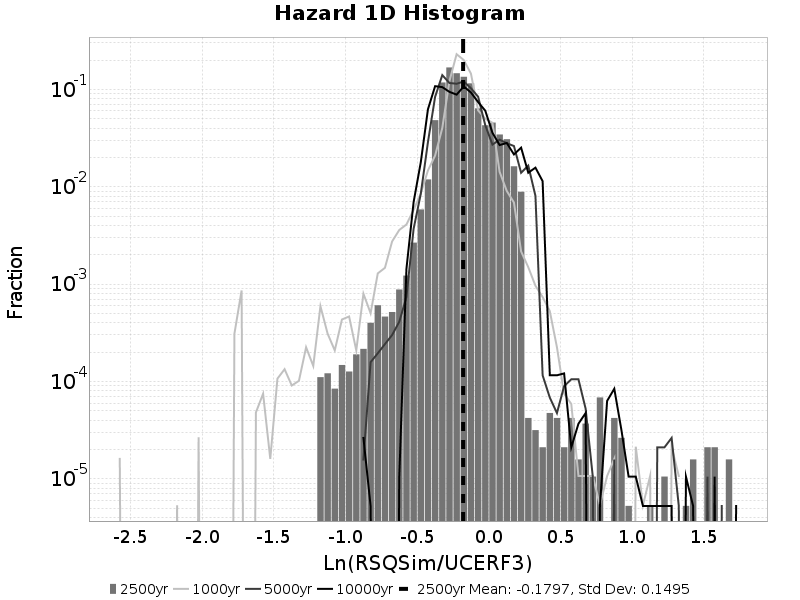 Hazard 1D Histogram
10-1
10-2
10-3
10-4
10-5
Fraction
-2.5 -2.0 -1.5 -1.0 -0.5 0.0 0.5 1.0 1.5
Ln(RSQSim/UCERF3)
2500yr 1000yr 5000yr 10000yr 2500yr Mean: -0.1797, Std Dev: 0.1495